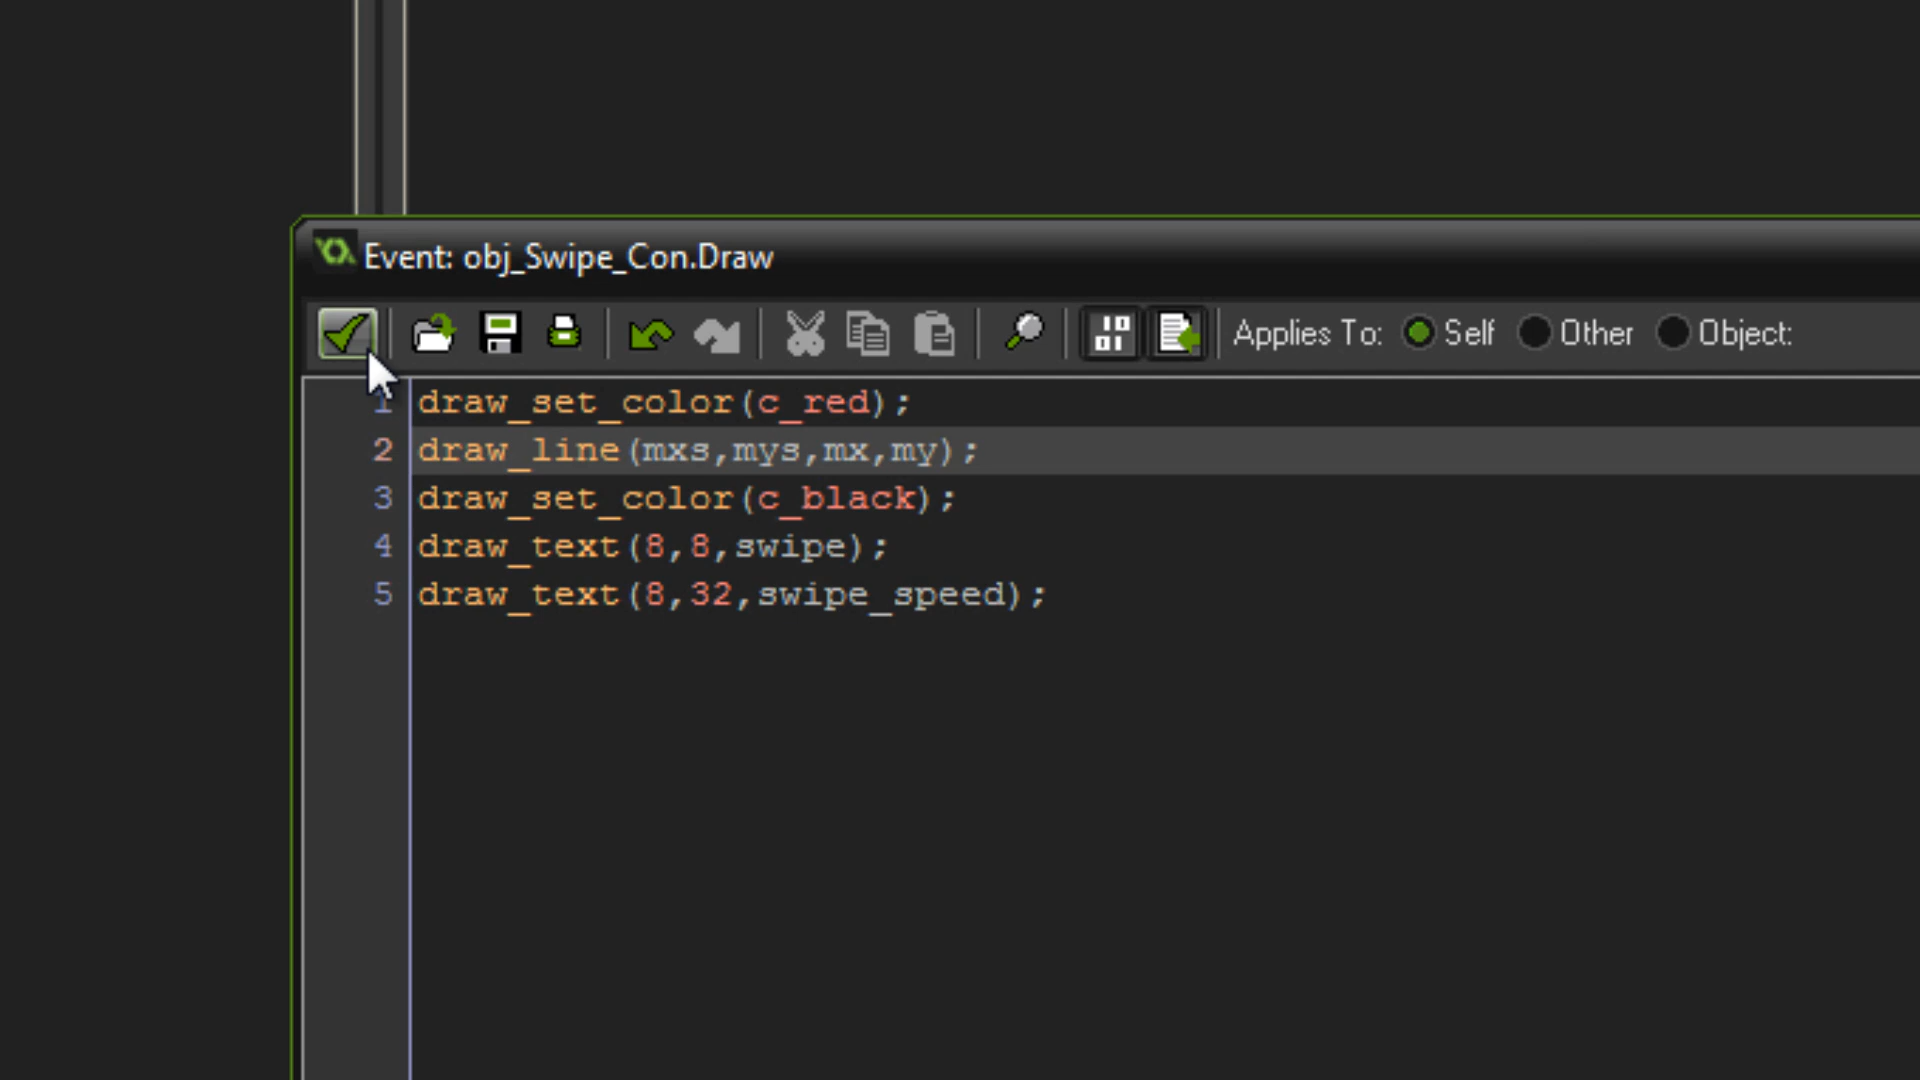 Event: obj_Swipe_Con.Draw
Applies To: Self Other Object:
1 draw_set_color(c_red);
2 draw_line(mxs,mys,mx,my);
3 draw_set_color(c_black);
4 draw_text(8,8,swipe);
5 draw_text(8,32,swipe_speed);